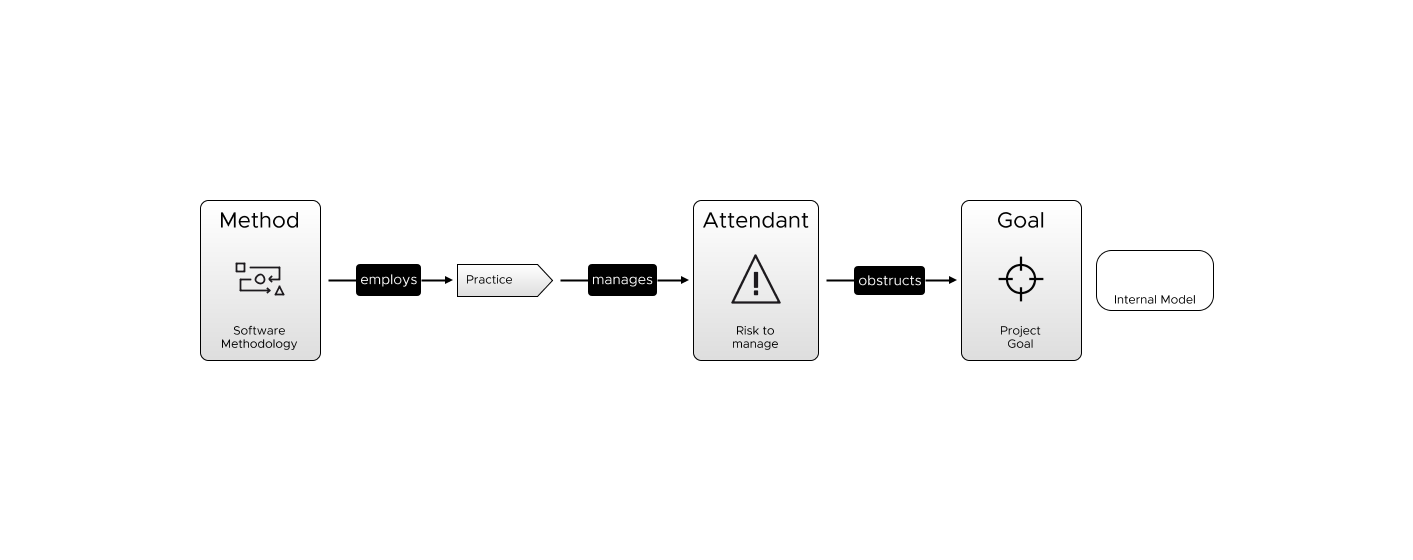 Method
Software
Methodology
employs
Practice
manages
Attendant
Risk to
manage
obstructs
Goal
Project
Goal
Internal Model